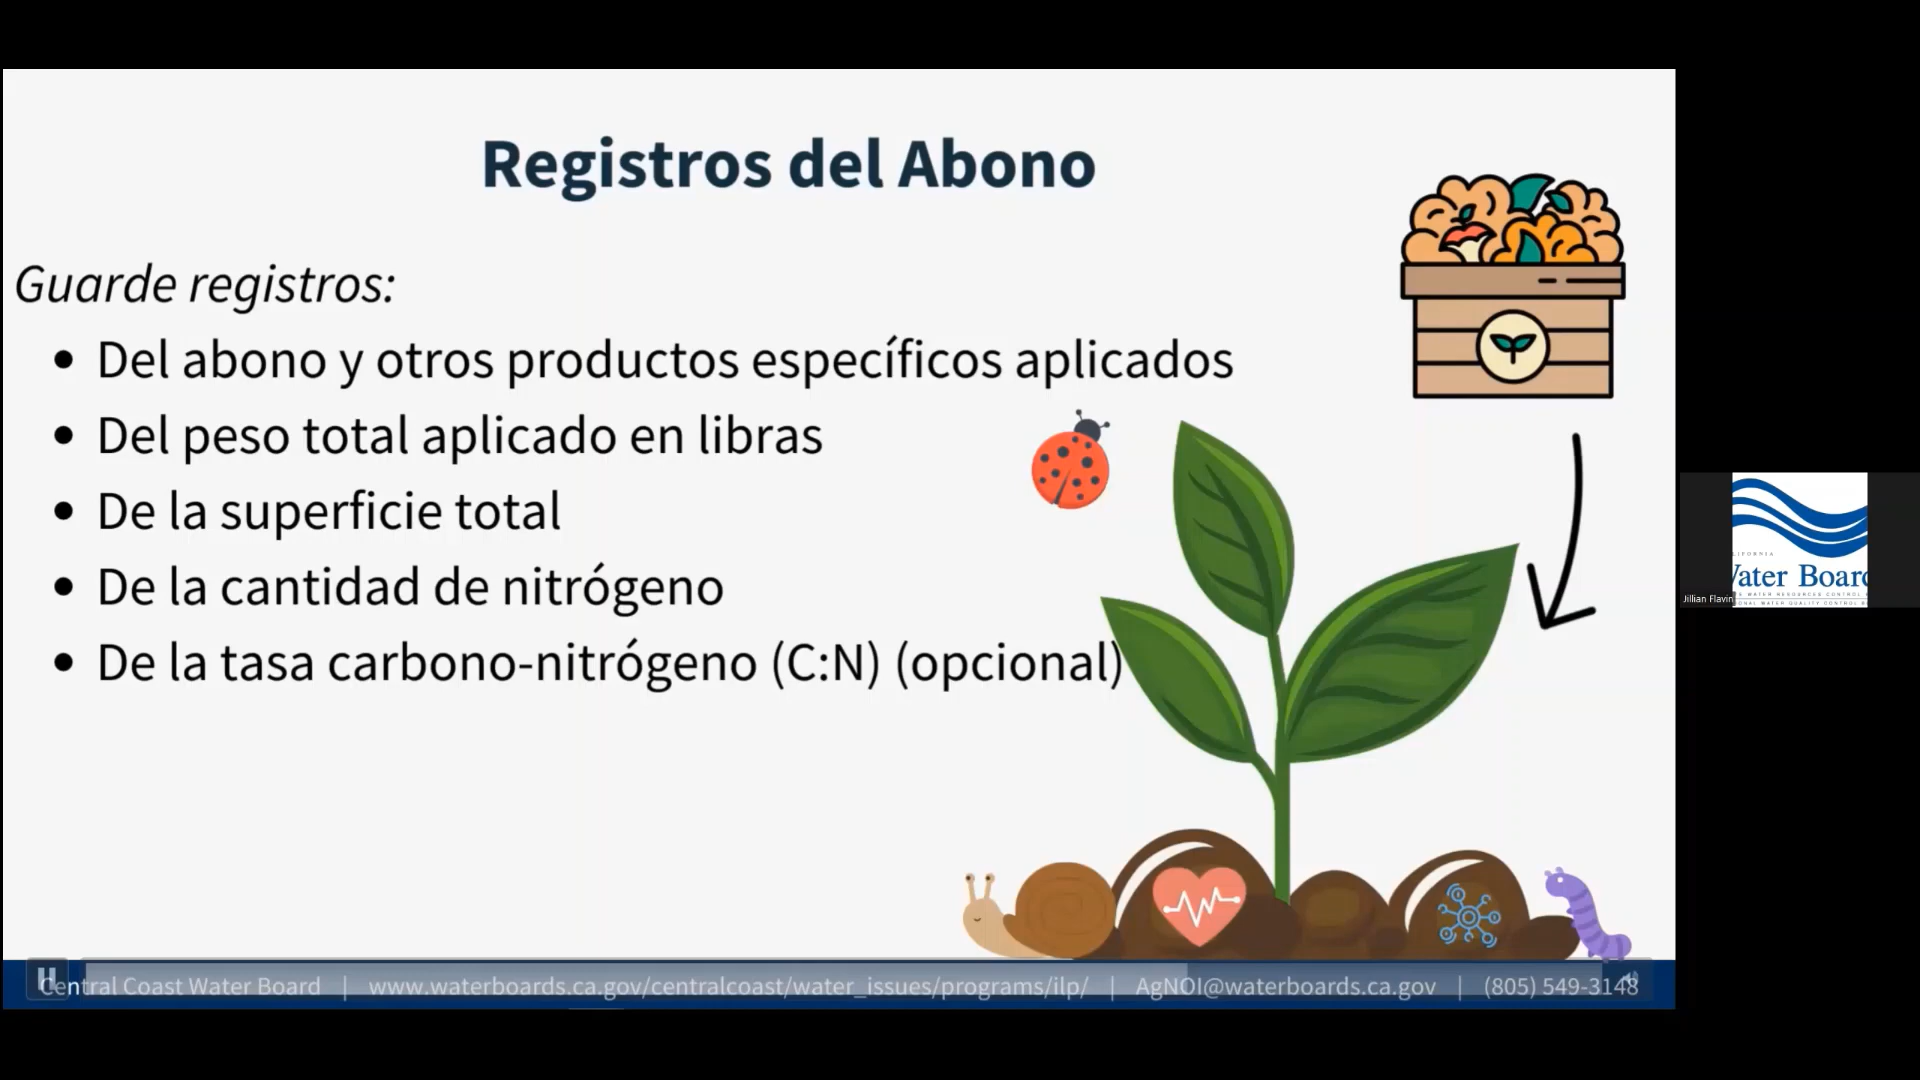 Registros del Abono
Guarde registros:
• Del abono y otros productos específicos aplicados
• Del peso total aplicado en libras
• De la superficie total
• De la cantidad de nitrógeno
• De la tasa carbono-nitrógeno (C:N) (opcional)
Water Board
Jillian Flavin
Central Coast Water Board | www.waterboards.ca.gov/centralcoast/water_issues/programs/ilp/ | AgNOI@waterboards.ca.gov | (805) 549-3148